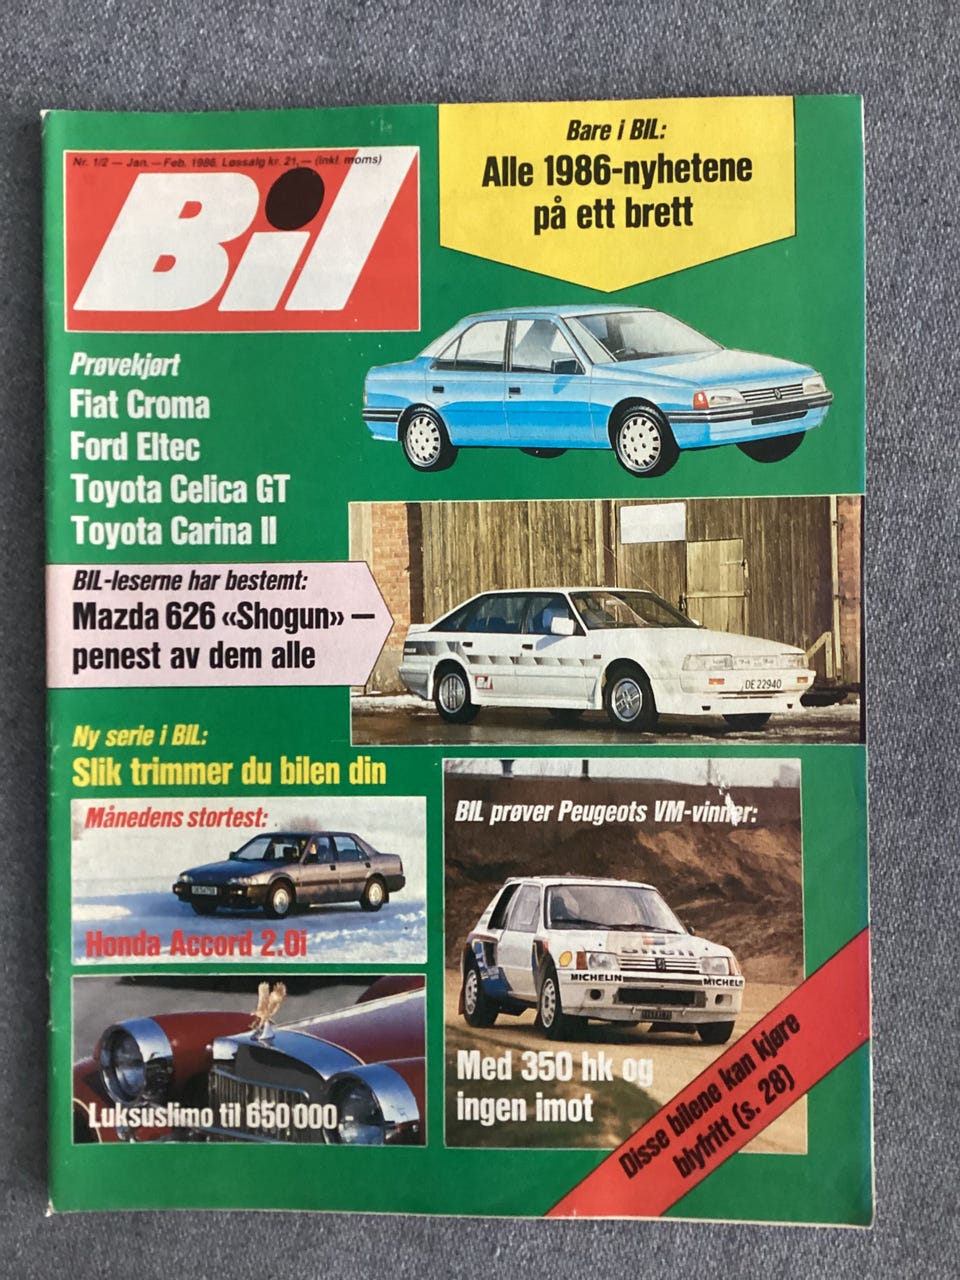 Nr. 1/2 — Jan. — Feb. 1986. Løssalg kr. 21,— (inkl. moms)
Bil
Bare i BIL:
Alle 1986-nyhetene
på ett brett
Prøvekjørt
Fiat Croma
Ford Eltec
Toyota Celica GT
Toyota Carina II
BIL-leserne har bestemt:
Mazda 626 «Shogun» —
penest av dem alle
Bil
DE 22940
Ny serie i BIL:
Slik trimmer du bilen din
Månedens stortest:
Honda Accord 2.0i
BIL prøver Peugeots VM-vinner:
Shell
MICHELIN
MICHEL
Med 350 hk og
ingen imot
Luksuslimo til 650 000,-
Disse bilene kan kjøre
blyfritt (s. 28)